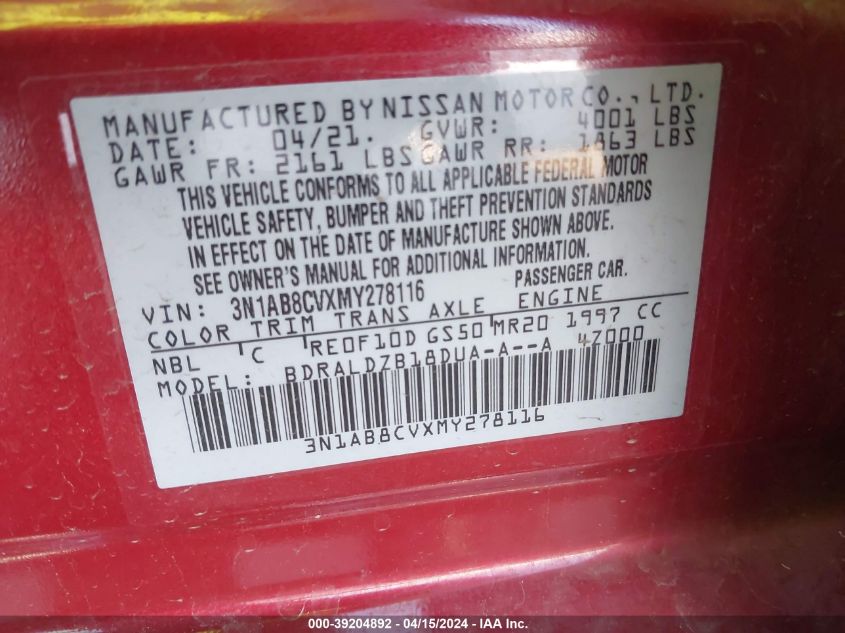 MANUFACTURED BY NISSAN MOTOR CO., LTD.
DATE: 04/21. GVWR: 4001 LBS
GAWR FR: 2161 LBS GAWR RR: 1863 LBS
THIS VEHICLE CONFORMS TO ALL APPLICABLE FEDERAL MOTOR
VEHICLE SAFETY, BUMPER AND THEFT PREVENTION STANDARDS
IN EFFECT ON THE DATE OF MANUFACTURE SHOWN ABOVE.
SEE OWNER'S MANUAL FOR ADDITIONAL INFORMATION.
VIN: 3N1AB8CVXMY278116 PASSENGER CAR.
COLOR TRIM TRANS AXLE ENGINE
NBL C RE0F10D GS50 MR20 1997 CC
MODEL: BDRALDZB18DUA-A--A 47000
3N1AB8CVXMY278116
000-39204892 - 04/15/2024 - IAA Inc.